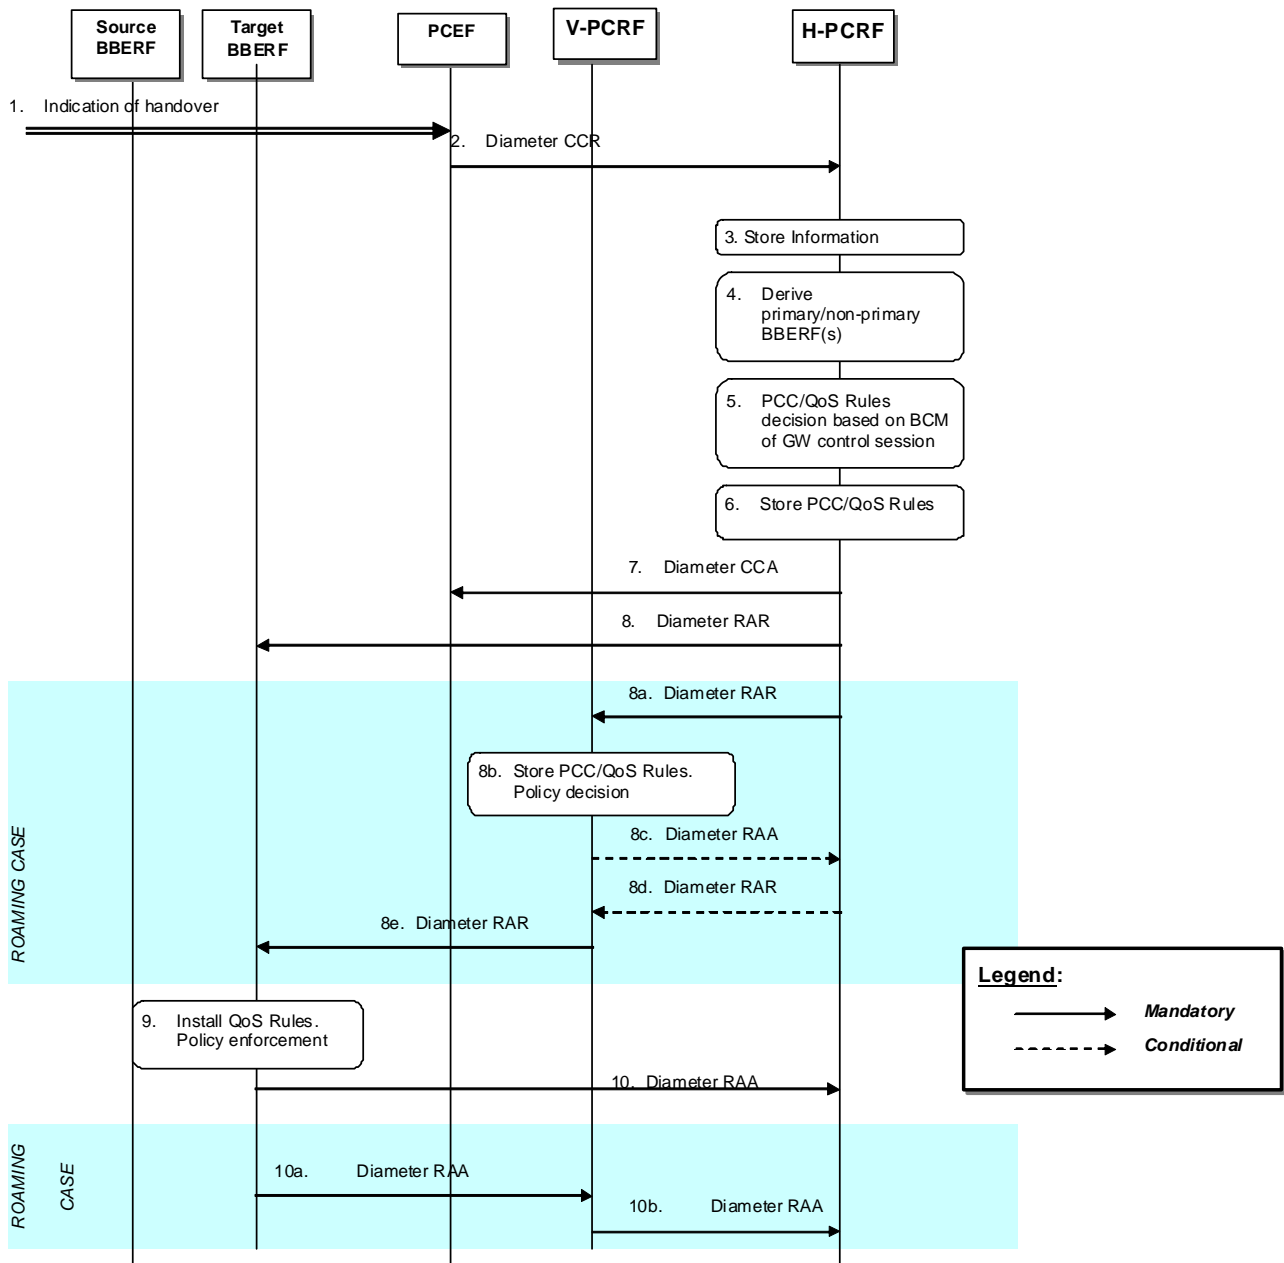 Source
BBERF
Target
BBERF
PCEF
V-PCRF
H-PCRF
1. Indication of handover
2. Diameter CCR
3. Store Information
4. Derive
primary/non-primary
BBERF(s)
5. PCC/QoS Rules
decision based on BCM
of GW control session
6. Store PCC/QoS Rules
7. Diameter CCA
8. Diameter RAR
8a. Diameter RAR
8b. Store PCC/QoS Rules.
Policy decision
8c. Diameter RAA
8d. Diameter RAR
8e. Diameter RAR
ROAMING CASE
Legend:
Mandatory
Conditional
9. Install QoS Rules.
Policy enforcement
10. Diameter RAA
ROAMING
CASE
10a. Diameter RAA
10b. Diameter RAA